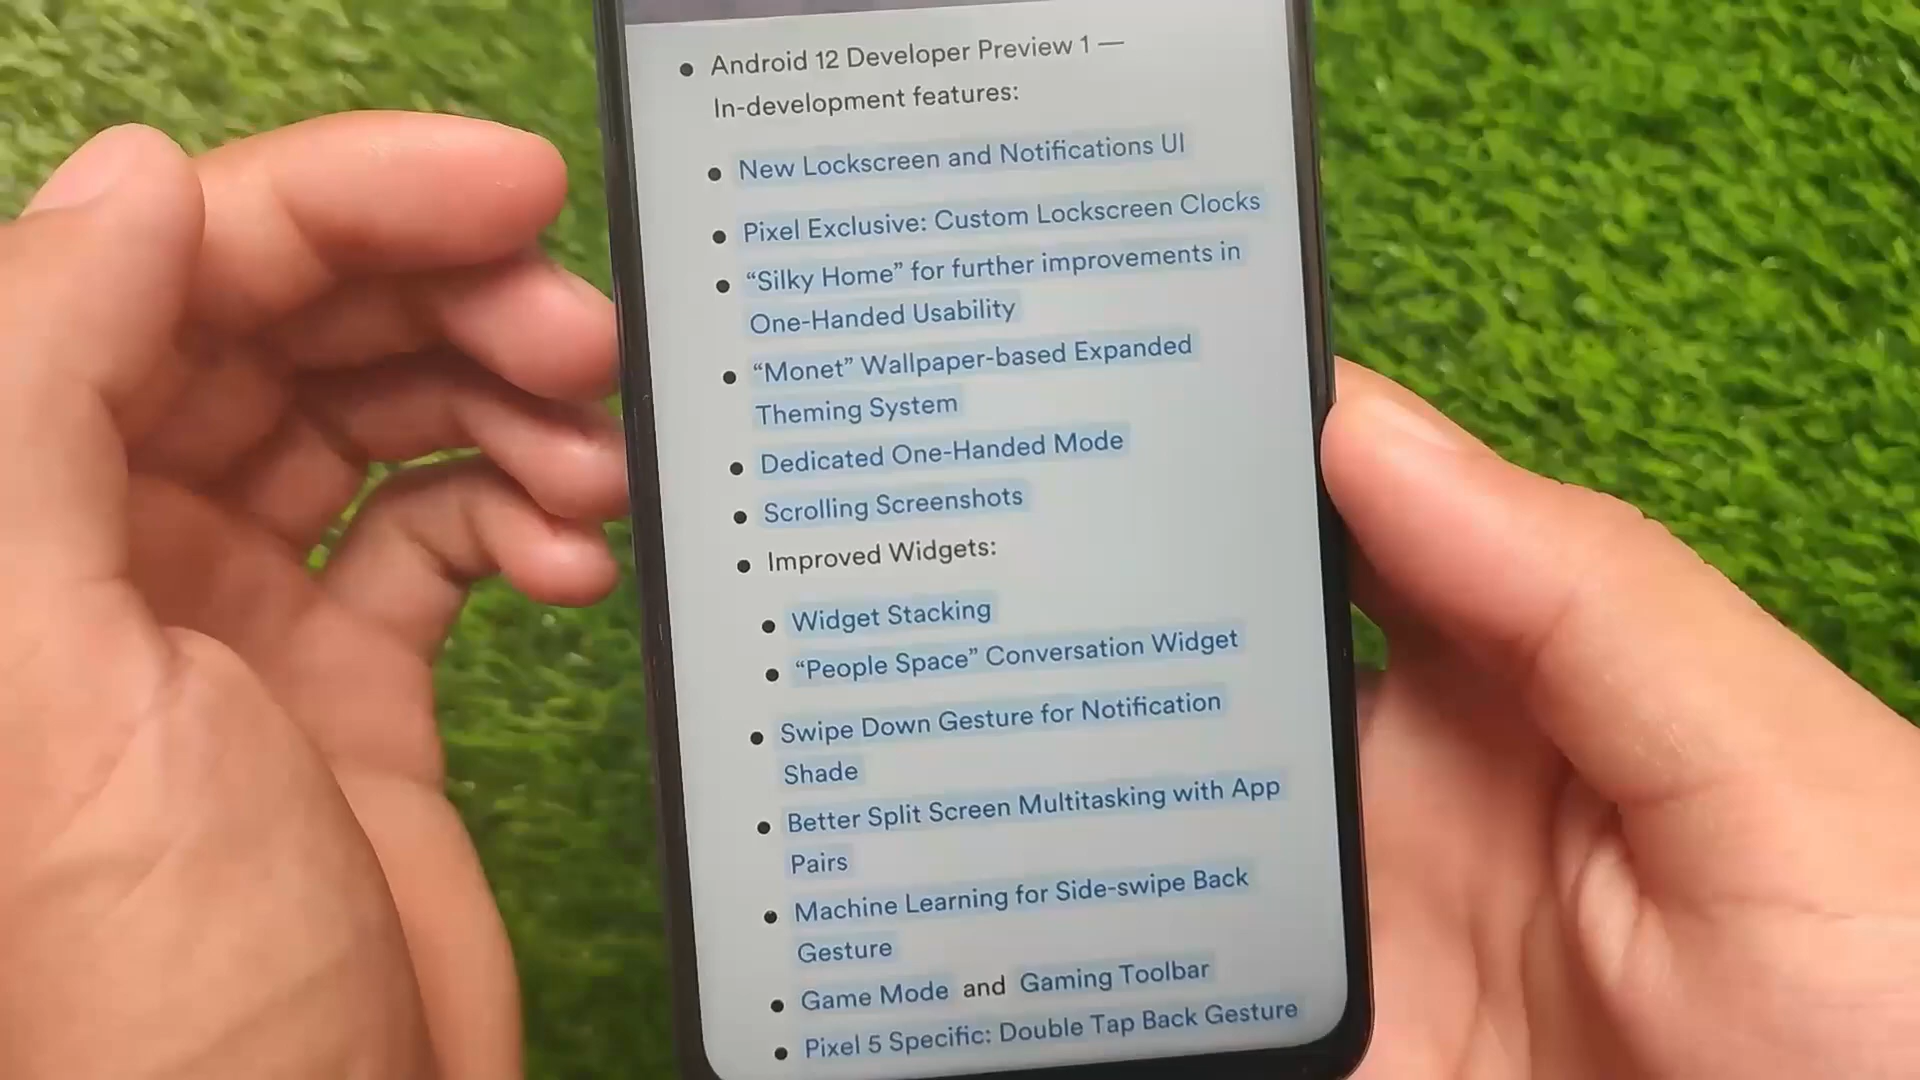 Android 12 Developer Preview 1 —
In-development features:
New Lockscreen and Notifications UI
Pixel Exclusive: Custom Lockscreen Clocks
“Silky Home” for further improvements in
One-Handed Usability
“Monet” Wallpaper-based Expanded
Theming System
Dedicated One-Handed Mode
Scrolling Screenshots
Improved Widgets:
Widget Stacking
“People Space” Conversation Widget
Swipe Down Gesture for Notification
Shade
Better Split Screen Multitasking with App
Pairs
Machine Learning for Side-swipe Back
Gesture
Game Mode and Gaming Toolbar
Pixel 5 Specific: Double Tap Back Gesture